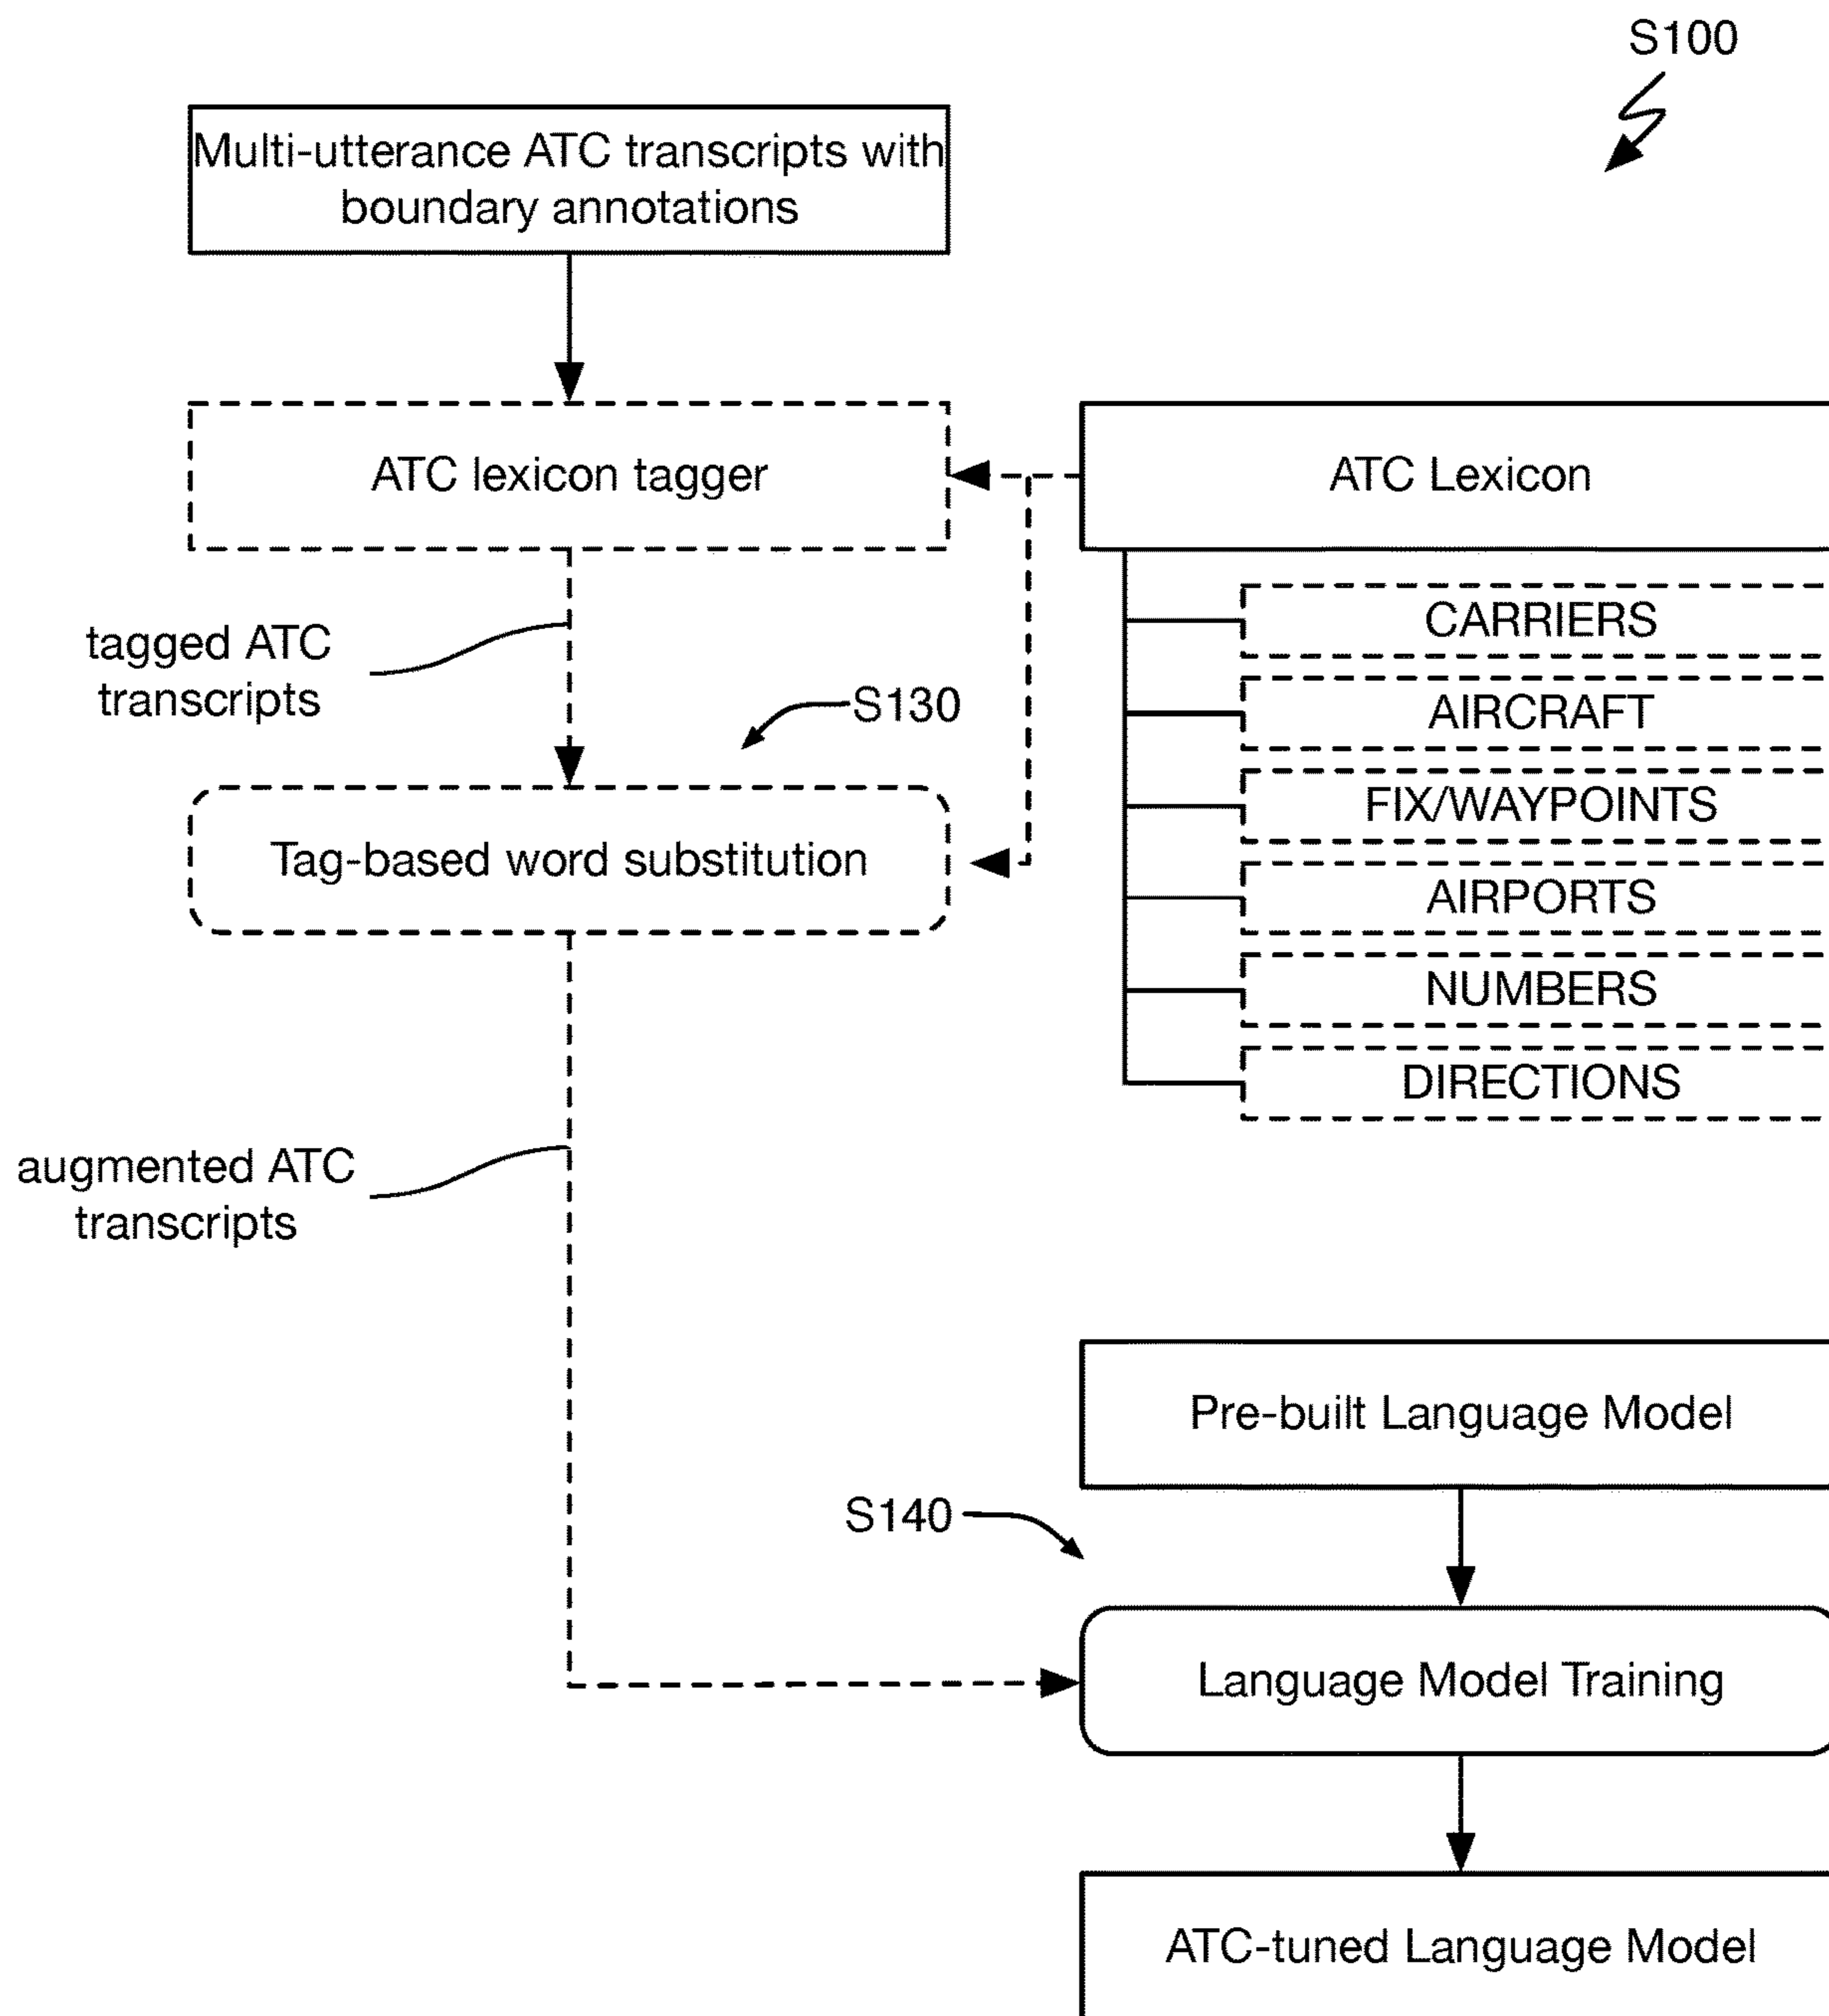 S100
Multi-utterance ATC transcripts with
boundary annotations
ATC lexicon tagger
ATC Lexicon
CARRIERS
AIRCRAFT
FIX/WAYPOINTS
AIRPORTS
NUMBERS
DIRECTIONS
tagged ATC
transcripts
S130
Tag-based word substitution
augmented ATC
transcripts
Pre-built Language Model
S140
Language Model Training
ATC-tuned Language Model